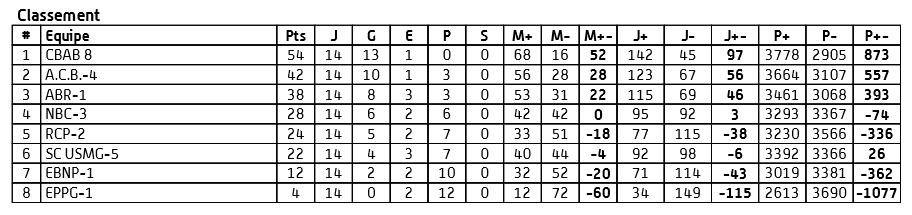 Classement
# Equipe Pts J G E P S M+ M- M+- J+ J- J+- P+ P- P+-
1 CBAB 8 54 14 13 1 0 0 68 16 52 142 45 97 3778 2905 873
2 A.C.B.-4 42 14 10 1 3 0 56 28 28 123 67 56 3664 3107 557
3 ABR-1 38 14 8 3 3 0 53 31 22 115 69 46 3461 3068 393
4 NBC-3 28 14 6 2 6 0 42 42 0 95 92 3 3293 3367 -74
5 RCP-2 24 14 5 2 7 0 33 51 -18 77 115 -38 3230 3566 -336
6 SC USMG-5 22 14 4 3 7 0 40 44 -4 92 98 -6 3392 3366 26
7 EBNP-1 12 14 2 2 10 0 32 52 -20 71 114 -43 3019 3381 -362
8 EPPG-1 4 14 0 2 12 0 12 72 -60 34 149 -115 2613 3690 -1077